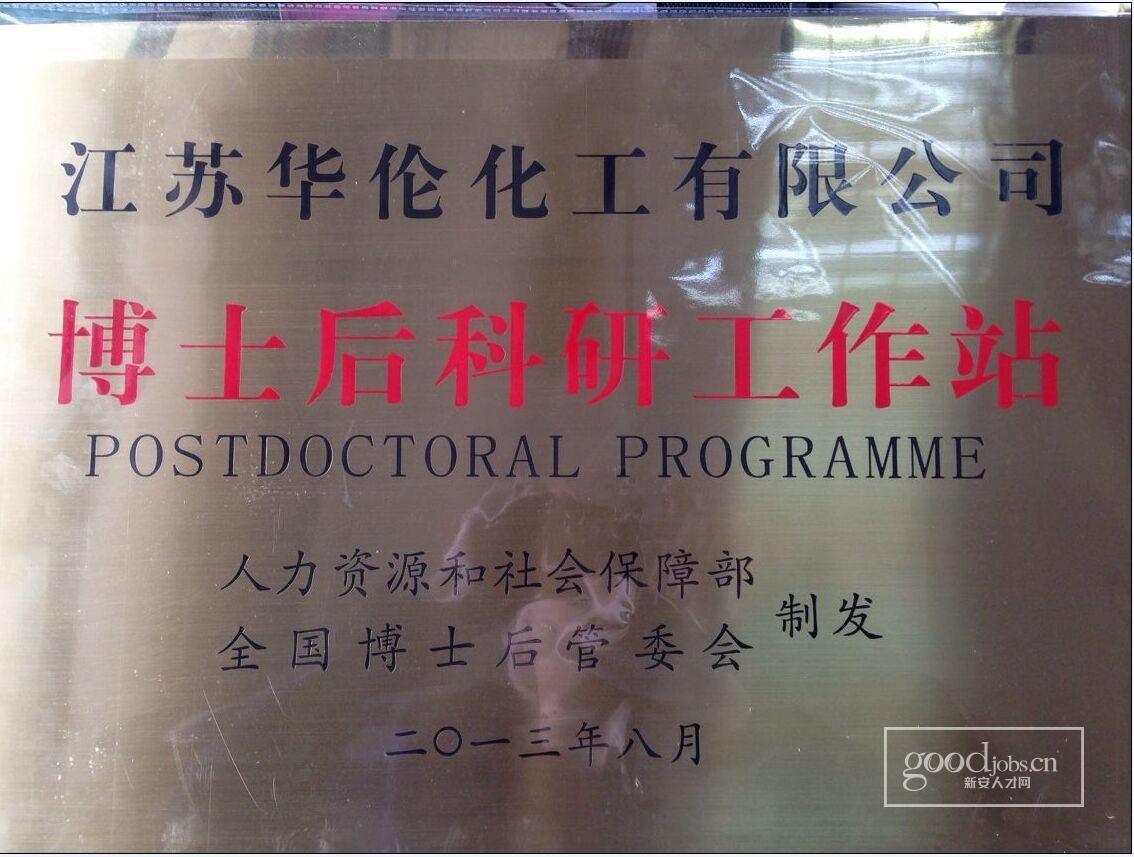 江苏华伦化工有限公司
博士后科研工作站
POSTDOCTORAL PROGRAMME
人力资源和社会保障部
全国博士后管委会
制发
二〇一三年八月
goodjobs.cn
新安人才网